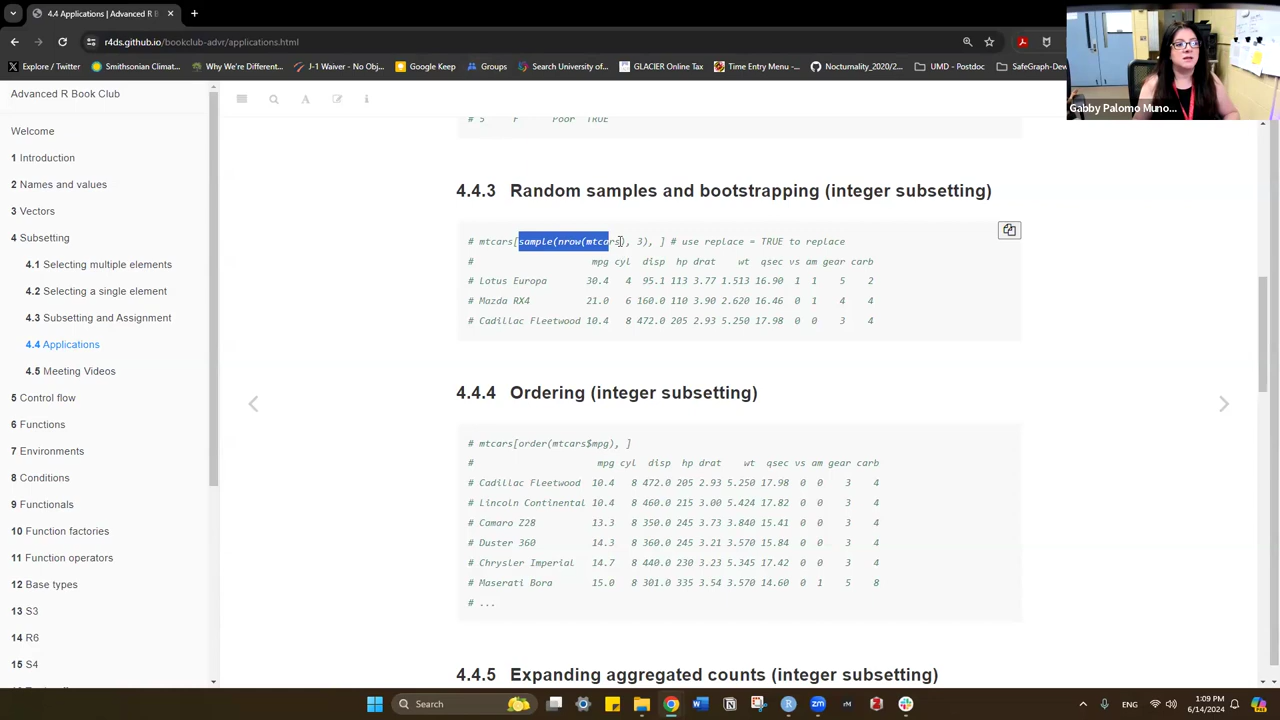 4.4 Applications | Advanced R B
r4ds.github.io/bookclub-advr/applications.html
Explore / Twitter
Smithsonian Climat...
Why We're Different...
J-1 Waiver - No Obj...
Google Keep
University of...
GSER Online Tax
Time Entry Menu -...
Nocturnality_2020/2...
UMD - Postdoc
SafeGraph-Dewe
Gabby Palomo Muno...
Advanced R Book Club
Welcome
1 Introduction
2 Names and values
3 Vectors
4 Subsetting
4.1 Selecting multiple elements
4.2 Selecting a single element
4.3 Subsetting and Assignment
4.4 Applications
4.5 Meeting Videos
5 Control flow
6 Functions
7 Environments
8 Conditions
9 Functionals
10 Function factories
11 Function operators
12 Base types
13 S3
14 R6
15 S4
# 5 F Poor TRUE
4.4.3 Random samples and bootstrapping (integer subsetting)
# mtcars[sample(nrow(mtcars), 3), ] # use replace = TRUE to replace
# mpg cyl disp hp drat wt qsec vs am gear carb
# Lotus Europa 30.4 4 95.1 113 3.77 1.513 16.90 1 1 5 2
# Mazda RX4 21.0 6 160.0 110 3.90 2.620 16.46 0 1 4 4
# Cadillac Fleetwood 10.4 8 472.0 205 2.93 5.250 17.98 0 0 3 4
4.4.4 Ordering (integer subsetting)
# mtcars[order(mtcars$mpg), ]
# mpg cyl disp hp drat wt qsec vs am gear carb
# Cadillac Fleetwood 10.4 8 472.0 205 2.93 5.250 17.98 0 0 3 4
# Lincoln Continental 10.4 8 460.0 215 3.00 5.424 17.82 0 0 3 4
# Camaro Z28 13.3 8 350.0 245 3.73 3.840 15.41 0 0 3 4
# Duster 360 14.3 8 360.0 245 3.21 3.570 15.84 0 0 3 4
# Chrysler Imperial 14.7 8 440.0 230 3.23 5.345 17.42 0 0 3 4
# Maserati Bora 15.0 8 301.0 335 3.54 3.570 14.60 0 1 5 8
# ...
4.4.5 Expanding aggregated counts (integer subsetting)
Search
ENG
1:09 PM
6/14/2024